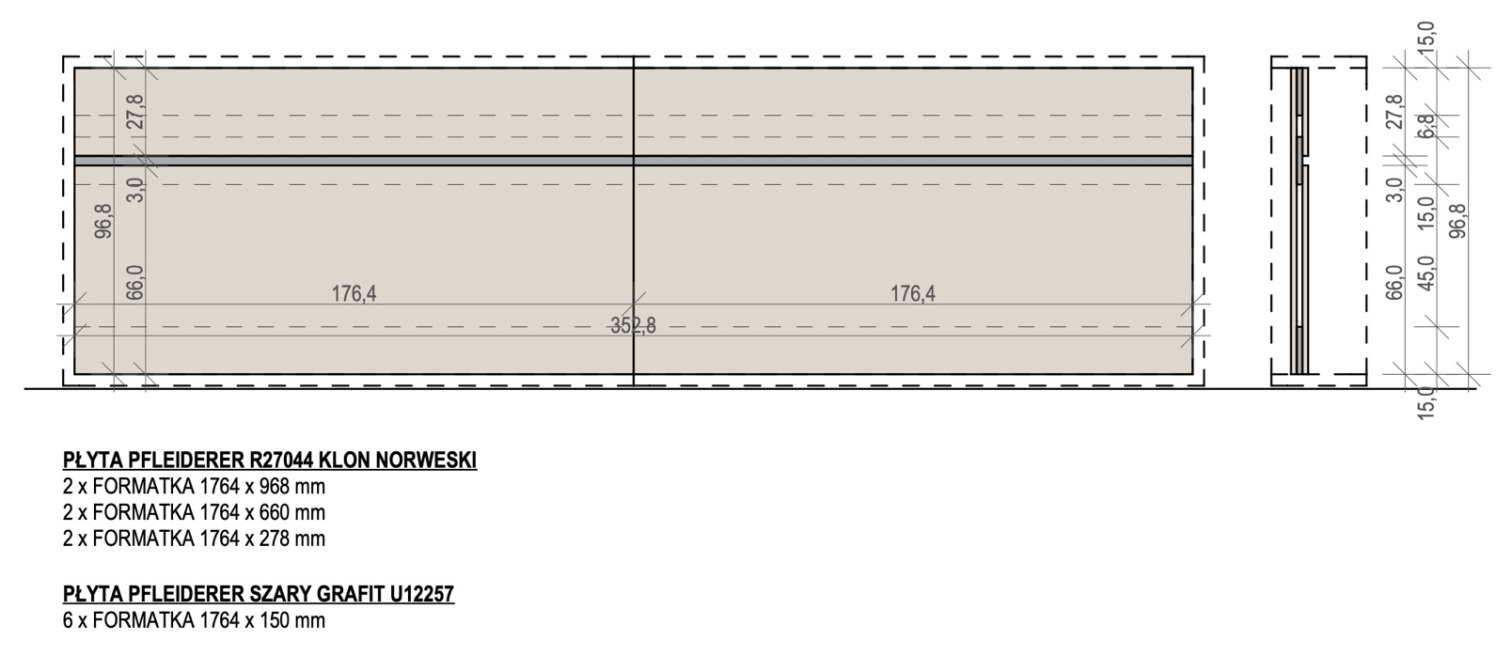 15,0
27,8
27,8
6,8
3,0
3,0
15,0
96,8
96,8
66,0
66,0
45,0
176,4
176,4
352,8
15,0
PŁYTA PFLEIDERER R27044 KLON NORWESKI
2 x FORMATKA 1764 x 968 mm
2 x FORMATKA 1764 x 660 mm
2 x FORMATKA 1764 x 278 mm
PŁYTA PFLEIDERER SZARY GRAFIT U12257
6 x FORMATKA 1764 x 150 mm